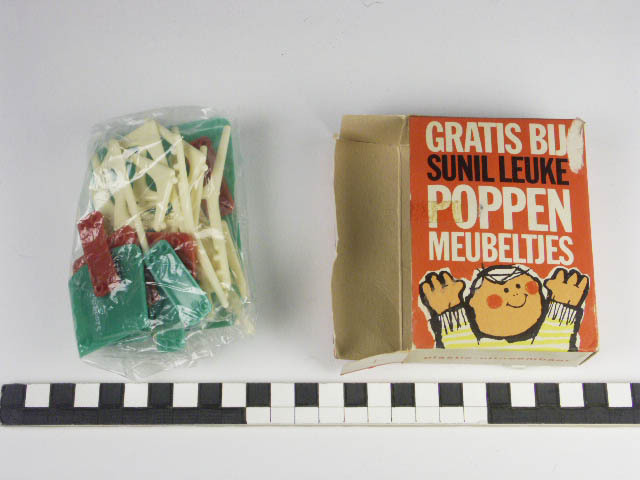 GRATIS BIJ
SUNIL LEUKE
POPPEN
MEUBELTJES